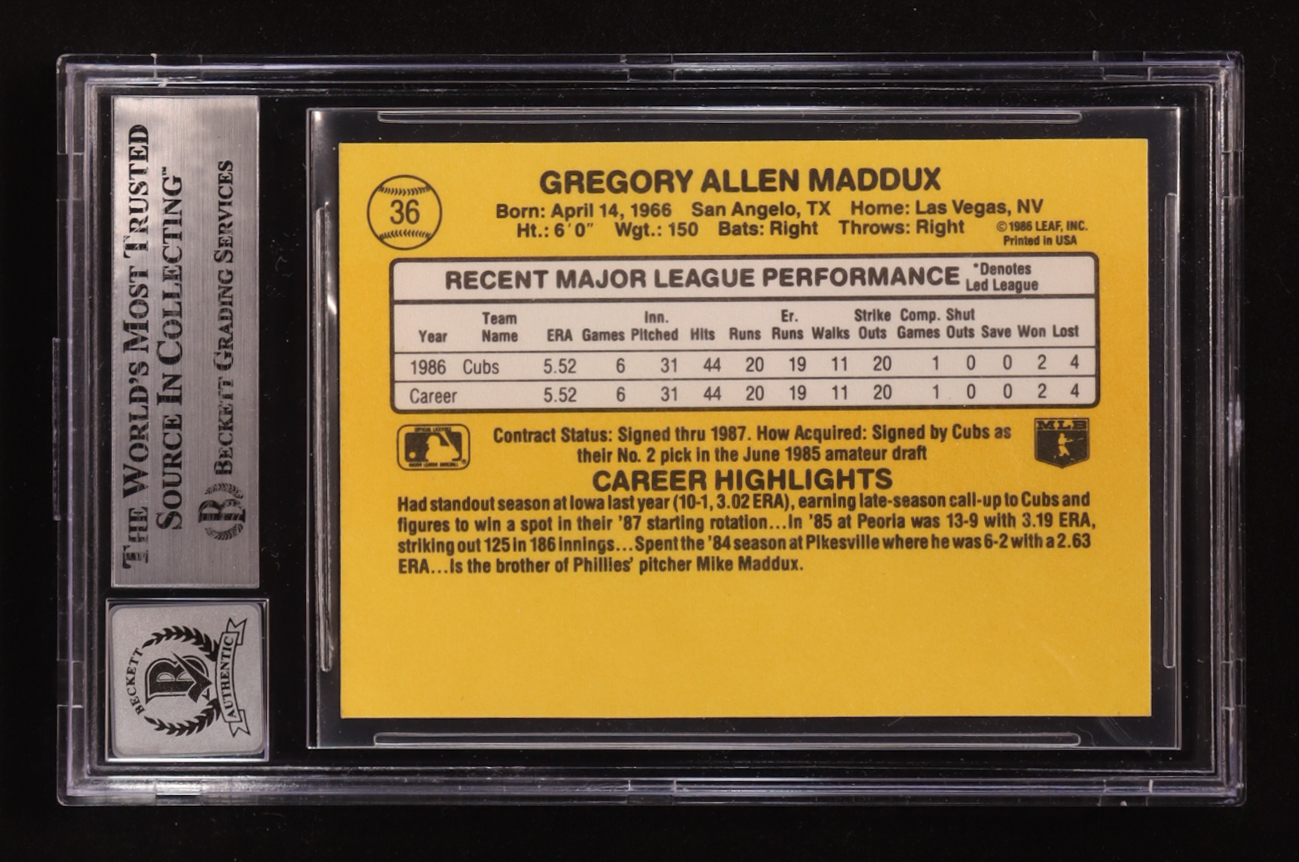 THE WORLD'S MOST TRUSTED
SOURCE IN COLLECTING™
B BECKETT GRADING SERVICES
BECKETT
B
AUTHENTIC
36
GREGORY ALLEN MADDUX
Born: April 14, 1966 San Angelo, TX Home: Las Vegas, NV
Ht.: 6'0" Wgt.: 150 Bats: Right Throws: Right
©1986 LEAF, INC.
Printed in USA
RECENT MAJOR LEAGUE PERFORMANCE *Denotes Led League
Year Team Name ERA Games Inn. Pitched Hits Runs Er. Runs Walks Strike Outs Comp. Games Shut Outs Save Won Lost
1986 Cubs 5.52 6 31 44 20 19 11 20 1 0 0 2 4
Career 5.52 6 31 44 20 19 11 20 1 0 0 2 4
Contract Status: Signed thru 1987. How Acquired: Signed by Cubs as
their No. 2 pick in the June 1985 amateur draft
MLB
CAREER HIGHLIGHTS
Had standout season at Iowa last year (10-1, 3.02 ERA), earning late-season call-up to Cubs and
figures to win a spot in their '87 starting rotation...In '85 at Peoria was 13-9 with 3.19 ERA,
striking out 125 in 186 innings...Spent the '84 season at Pikesville where he was 6-2 with a 2.63
ERA...Is the brother of Phillies' pitcher Mike Maddux.